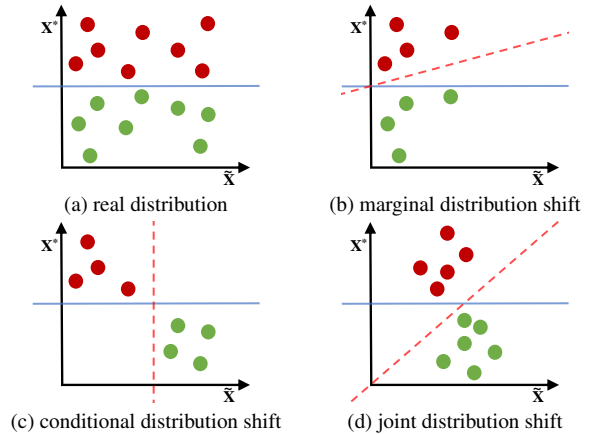 X*
X̃
(a) real distribution
X*
X̃
(b) marginal distribution shift
X*
X̃
(c) conditional distribution shift
X*
X̃
(d) joint distribution shift